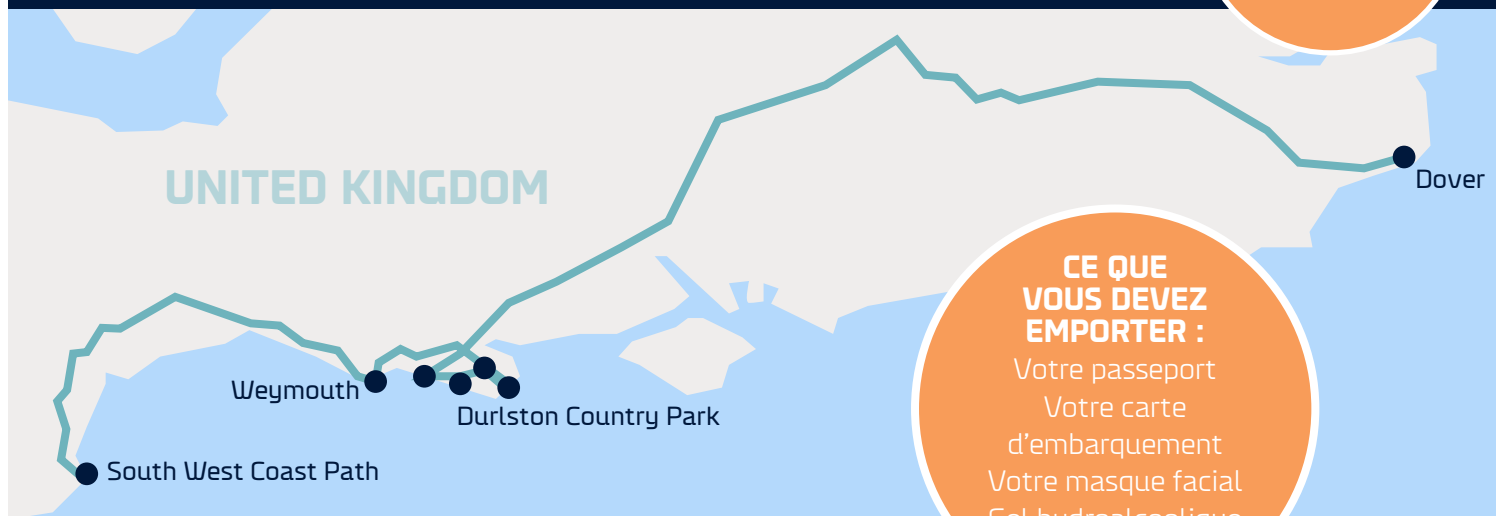 UNITED KINGDOM
Dover
Weymouth
Durlston Country Park
South West Coast Path
CE QUE
VOUS DEVEZ
EMPORTER :
Votre passeport
Votre carte
d'embarquement
Votre masque facial